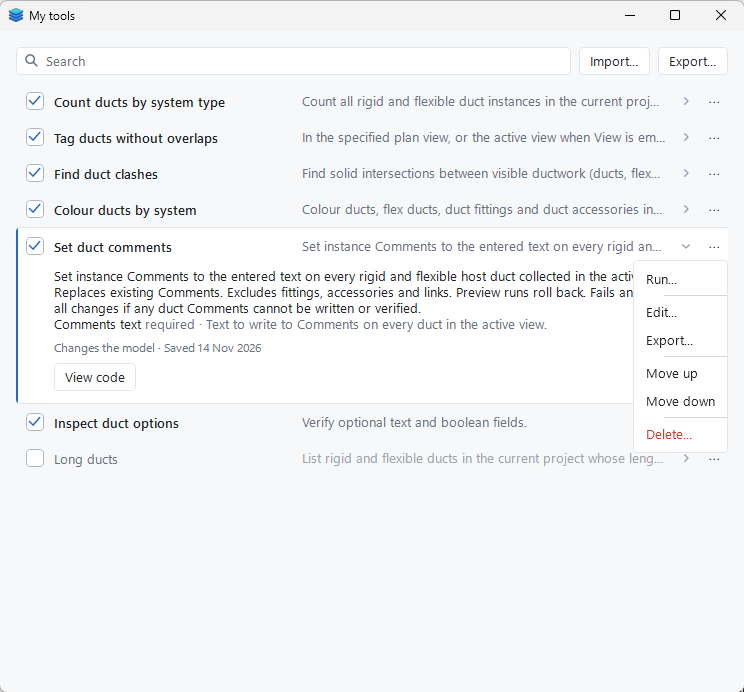 My tools
Search
Import...
Export...
Count ducts by system type
Count all rigid and flexible duct instances in the current proj...
Tag ducts without overlaps
In the specified plan view, or the active view when View is em...
Find duct clashes
Find solid intersections between visible ductwork (ducts, flex...
Colour ducts by system
Colour ducts, flex ducts, duct fittings and duct accessories in...
Set duct comments
Set instance Comments to the entered text on every rigid an...
Set instance Comments to the entered text on every rigid and flexible host duct collected in the
Replaces existing Comments. Excludes fittings, accessories and links. Preview runs roll back. Fails
all changes if any duct Comments cannot be written or verified.
Comments text required · Text to write to Comments on every duct in the active view.
Changes the model · Saved 14 Nov 2026
View code
Run...
Edit...
Export...
Move up
Move down
Delete...
Inspect duct options
Verify optional text and boolean fields.
Long ducts
List rigid and flexible ducts in the current project whose leng...